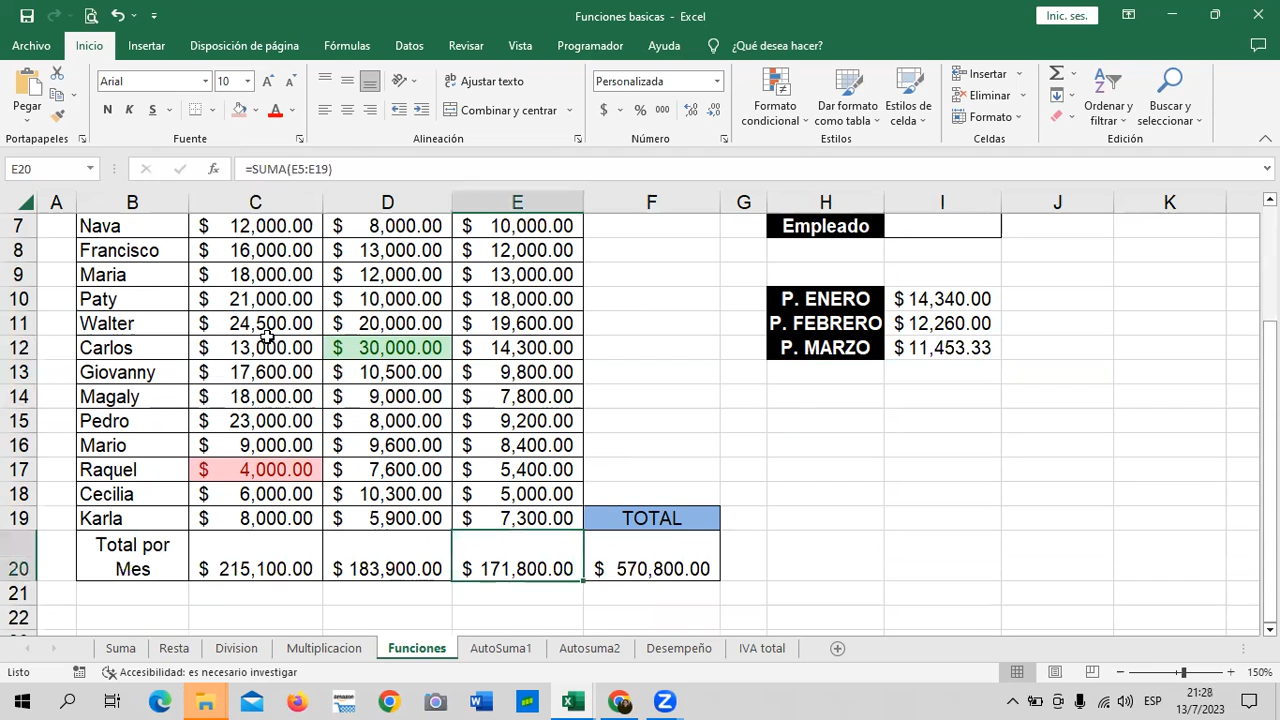 Funciones basicas - Excel
Inic. ses.
Archivo Inicio Insertar Disposición de página Fórmulas Datos Revisar Vista Programador Ayuda ¿Qué desea hacer?
Pegar
Arial 10
N K S
Ajustar texto
Combinar y centrar
Personalizada
$ % 000
Formato condicional
Dar formato como tabla
Estilos de celda
Insertar
Eliminar
Formato
Ordenar y filtrar
Buscar y seleccionar
Portapapeles Fuente Alineación Número Estilos Celdas Edición
E20 fx =SUMA(E5:E19)
A B C D E F G H I J K
7 Nava $ 12,000.00 $ 8,000.00 $ 10,000.00 Empleado
8 Francisco $ 16,000.00 $ 13,000.00 $ 12,000.00
9 Maria $ 18,000.00 $ 12,000.00 $ 13,000.00
10 Paty $ 21,000.00 $ 10,000.00 $ 18,000.00 P. ENERO $ 14,340.00
11 Walter $ 24,500.00 $ 20,000.00 $ 19,600.00 P. FEBRERO $ 12,260.00
12 Carlos $ 13,000.00 $ 30,000.00 $ 14,300.00 P. MARZO $ 11,453.33
13 Giovanny $ 17,600.00 $ 10,500.00 $ 9,800.00
14 Magaly $ 18,000.00 $ 9,000.00 $ 7,800.00
15 Pedro $ 23,000.00 $ 8,000.00 $ 9,200.00
16 Mario $ 9,000.00 $ 9,600.00 $ 8,400.00
17 Raquel $ 4,000.00 $ 7,600.00 $ 5,400.00
18 Cecilia $ 6,000.00 $ 10,300.00 $ 5,000.00
19 Karla $ 8,000.00 $ 5,900.00 $ 7,300.00 TOTAL
20 Total por Mes $ 215,100.00 $ 183,900.00 $ 171,800.00 $ 570,800.00
21
22
Suma Resta Division Multiplicacion Funciones AutoSuma1 Autosuma2 Desempeño IVA total
Listo Accesibilidad: es necesario investigar 150%
amazon
ESP
21:28
13/7/2023